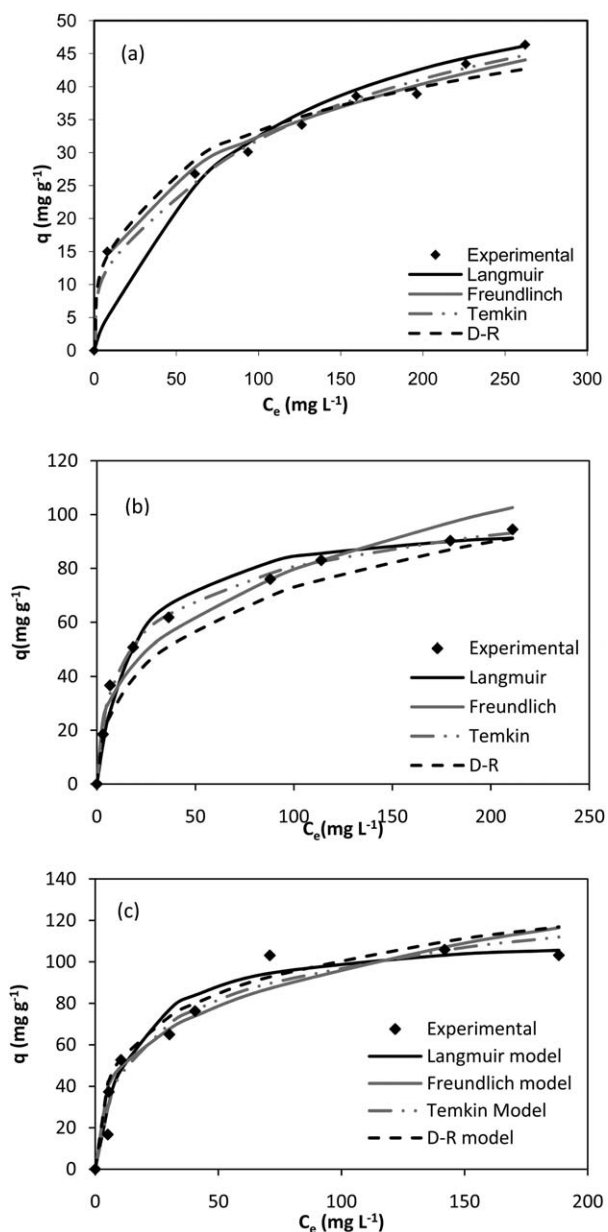 (a)
50
45
40
35
30
25
20
15
10
5
0
q (mg g-1)
Experimental
Langmuir
Freundlinch
Temkin
D-R
0 50 100 150 200 250 300
Ce (mg L-1)
(b)
120
100
80
60
40
20
0
q(mg g-1)
Experimental
Langmuir
Freundlich
Temkin
D-R
0 50 100 150 200 250
Ce(mg L-1)
(c)
140
120
100
80
60
40
20
0
q (mg g-1)
Experimental
Langmuir model
Freundlich model
Temkin Model
D-R model
0 50 100 150 200
Ce (mg L-1)